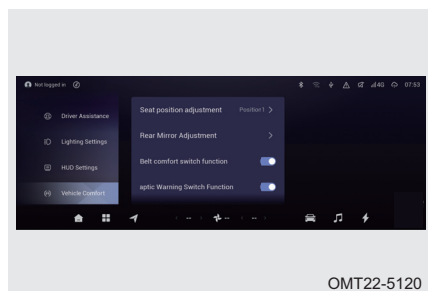 Not logged in 4G 07:53
Driver Assistance
Lighting Settings
HUD Settings
Vehicle Comfort
Seat position adjustment Position1
Rear Mirror Adjustment
Belt comfort switch function
aptic Warning Switch Function
-- -- --
OMT22-5120